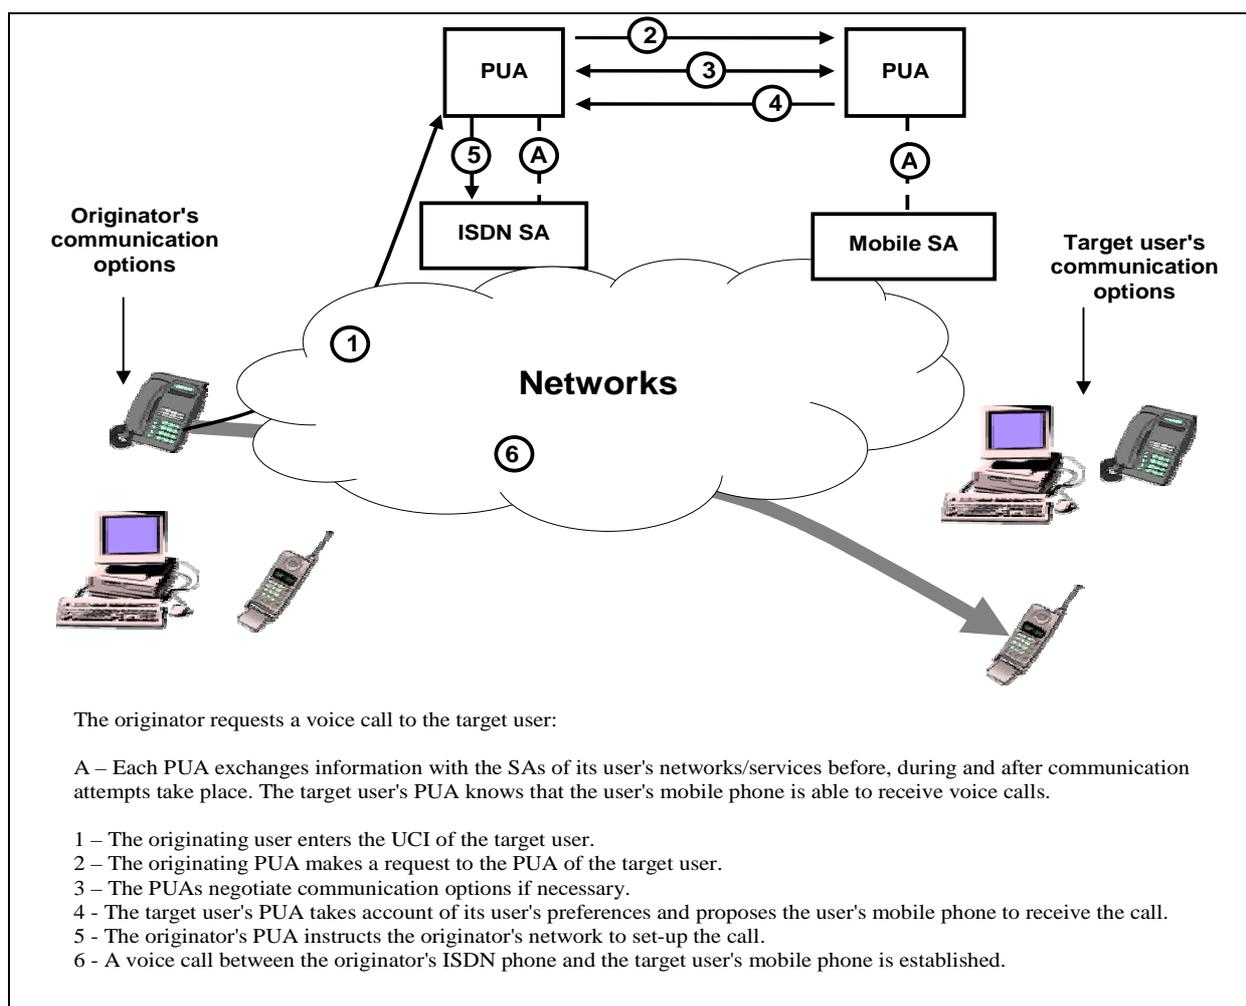 2
PUA
3
PUA
4
5
A
A
Originator's
communication
options
ISDN SA
Mobile SA
Target user's
communication
options
1
Networks
6
The originator requests a voice call to the target user:
A – Each PUA exchanges information with the SAs of its user's networks/services before, during and after communication
attempts take place. The target user's PUA knows that the user's mobile phone is able to receive voice calls.
1 – The originating user enters the UCI of the target user.
2 – The originating PUA makes a request to the PUA of the target user.
3 – The PUAs negotiate communication options if necessary.
4 - The target user's PUA takes account of its user's preferences and proposes the user's mobile phone to receive the call.
5 - The originator's PUA instructs the originator's network to set-up the call.
6 - A voice call between the originator's ISDN phone and the target user's mobile phone is established.